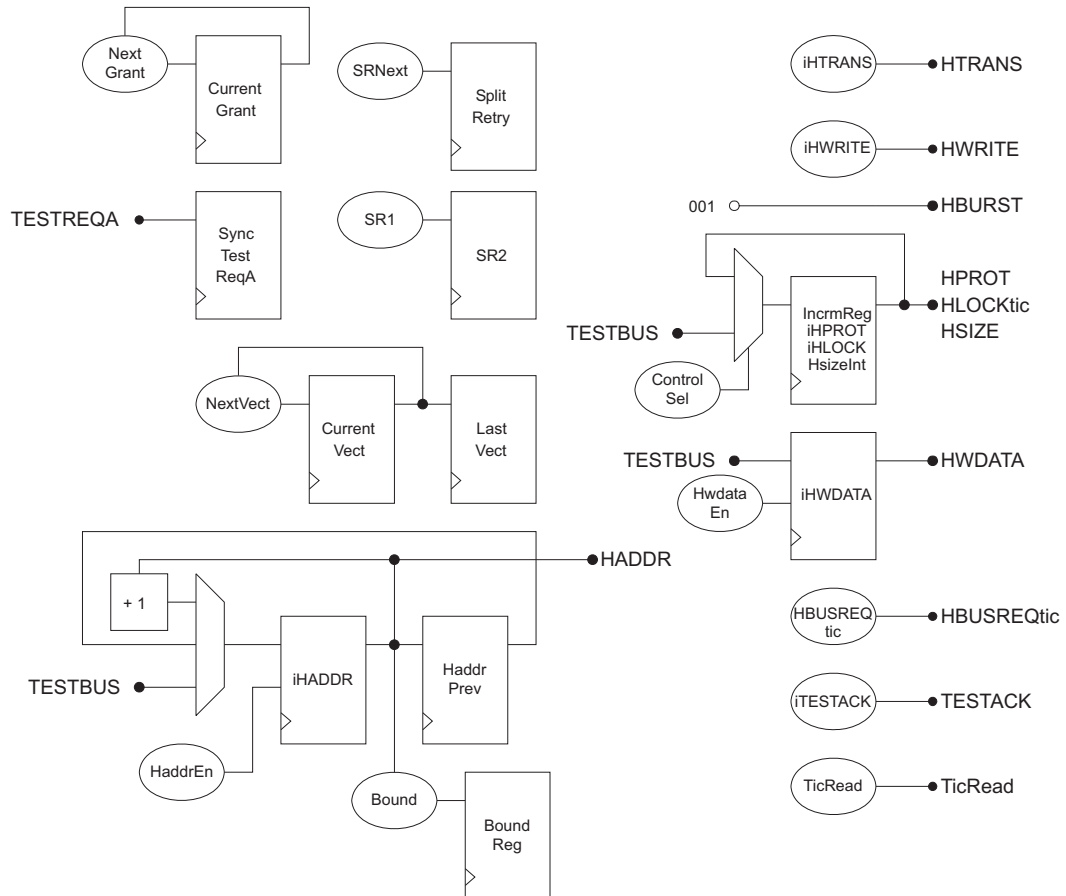 Next
Grant
Current
Grant
SRNext
Split
Retry
iHTRANS
HTRANS
iHWRITE
HWRITE
001
HBURST
TESTREQA
Sync
Test
ReqA
SR1
SR2
TESTBUS
Control
Sel
IncrmReg
iHPROT
iHLOCK
HsizeInt
HPROT
HLOCKtic
HSIZE
NextVect
Current
Vect
Last
Vect
TESTBUS
Hwdata
En
iHWDATA
HWDATA
+ 1
TESTBUS
HaddrEn
iHADDR
Haddr
Prev
HADDR
Bound
Bound
Reg
HBUSREQ
tic
HBUSREQtic
iTESTACK
TESTACK
TicRead
TicRead